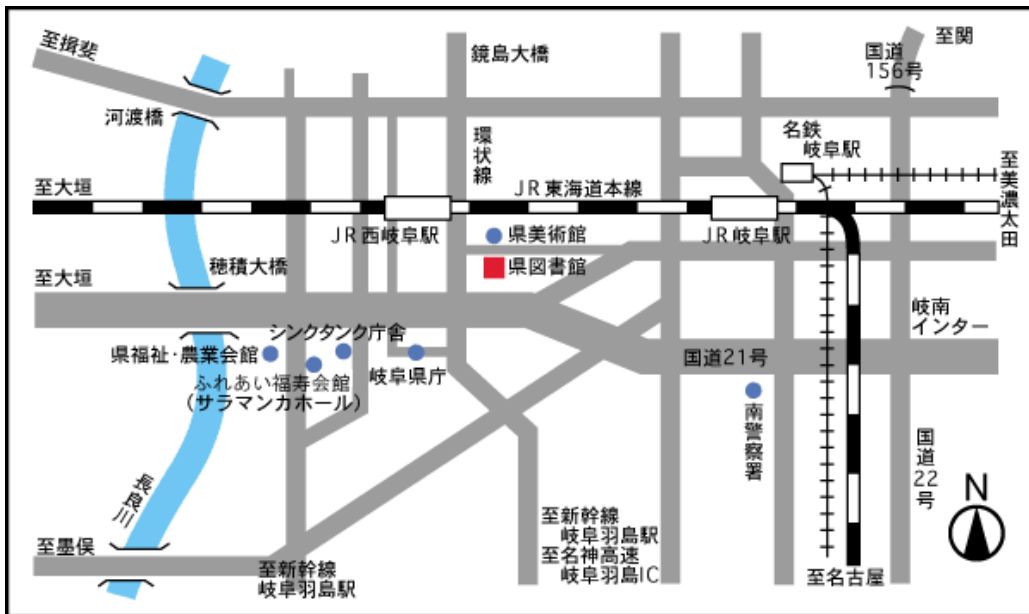 至揖斐
鏡島大橋
国道
156号
至関
河渡橋
環状線
名鉄
岐阜駅
至美濃太田
至大垣
JR東海道本線
JR西岐阜駅
県美術館
JR岐阜駅
穂積大橋
県図書館
至大垣
岐南
インター
シンクタンク庁舎
県福祉・農業会館
岐阜県庁
国道21号
ふれあい福寿会館
(サラマンカホール)
南警察署
国道22号
長良川
N
至新幹線
岐阜羽島駅
至名神高速
岐阜羽島IC
至墨俣
至新幹線
岐阜羽島駅
至名古屋